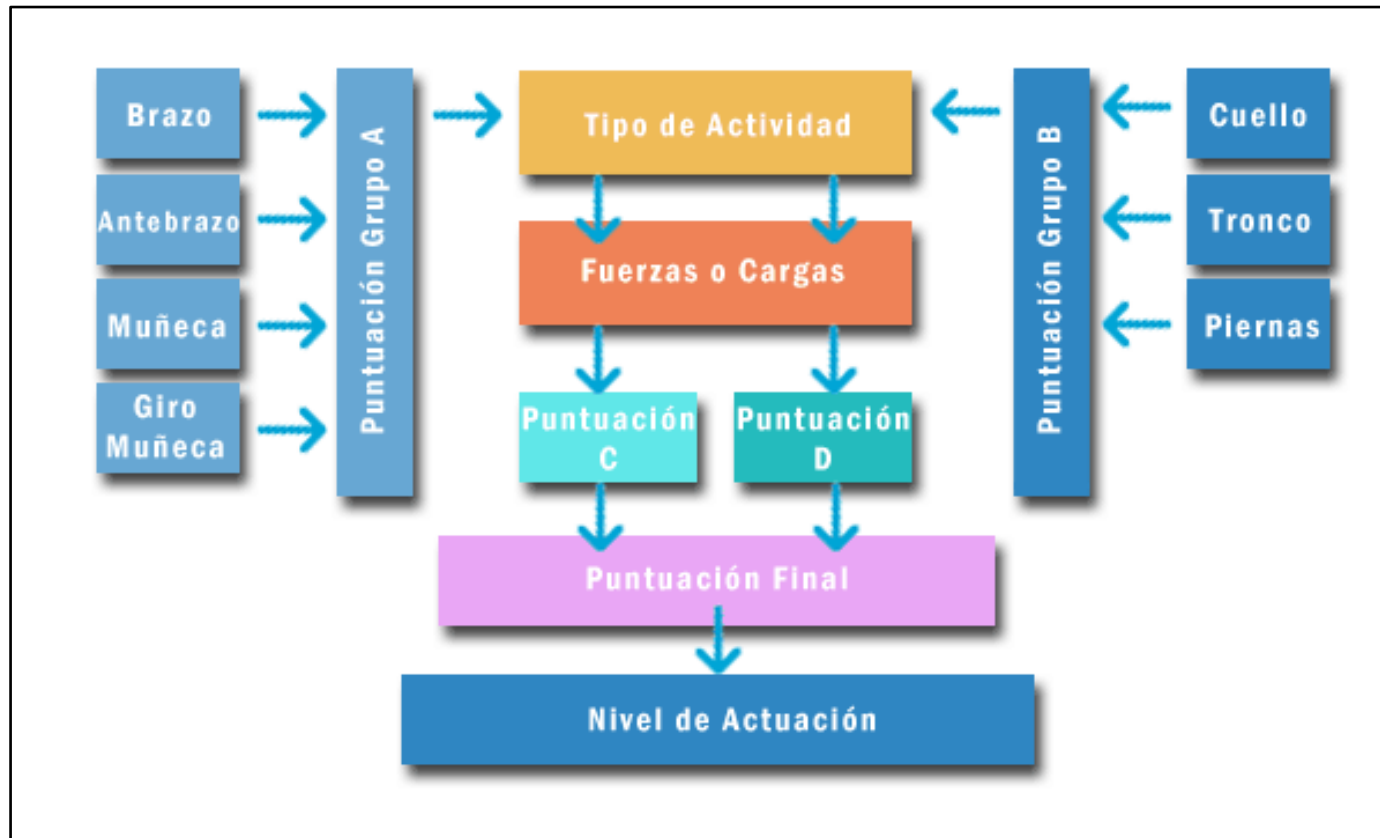 Brazo
Antebrazo
Muñeca
Giro
Muñeca
Puntuación Grupo A
Tipo de Actividad
Fuerzas o Cargas
Puntuación
C
Puntuación
D
Puntuación Final
Nivel de Actuación
Puntuación Grupo B
Cuello
Tronco
Piernas